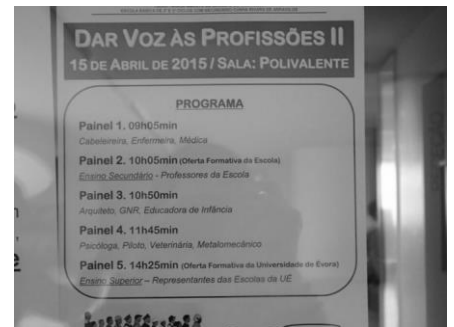 DAR VOZ ÀS PROFISSÕES II
15 DE ABRIL DE 2015 / SALA: POLIVALENTE
PROGRAMA
Painel 1. 09h05min
Cabeleireira, Enfermeira, Médica
Painel 2. 10h05min (Oferta Formativa da Escola)
Ensino Secundário - Professores da Escola
Painel 3. 10h50min
Arquiteto, GNR, Educadora de Infância
Painel 4. 11h45min
Psicóloga, Piloto, Veterinária, Metalomecânico
Painel 5. 14h25min (Oferta Formativa da Universidade de Évora)
Ensino Superior – Representantes das Escolas da UÉ